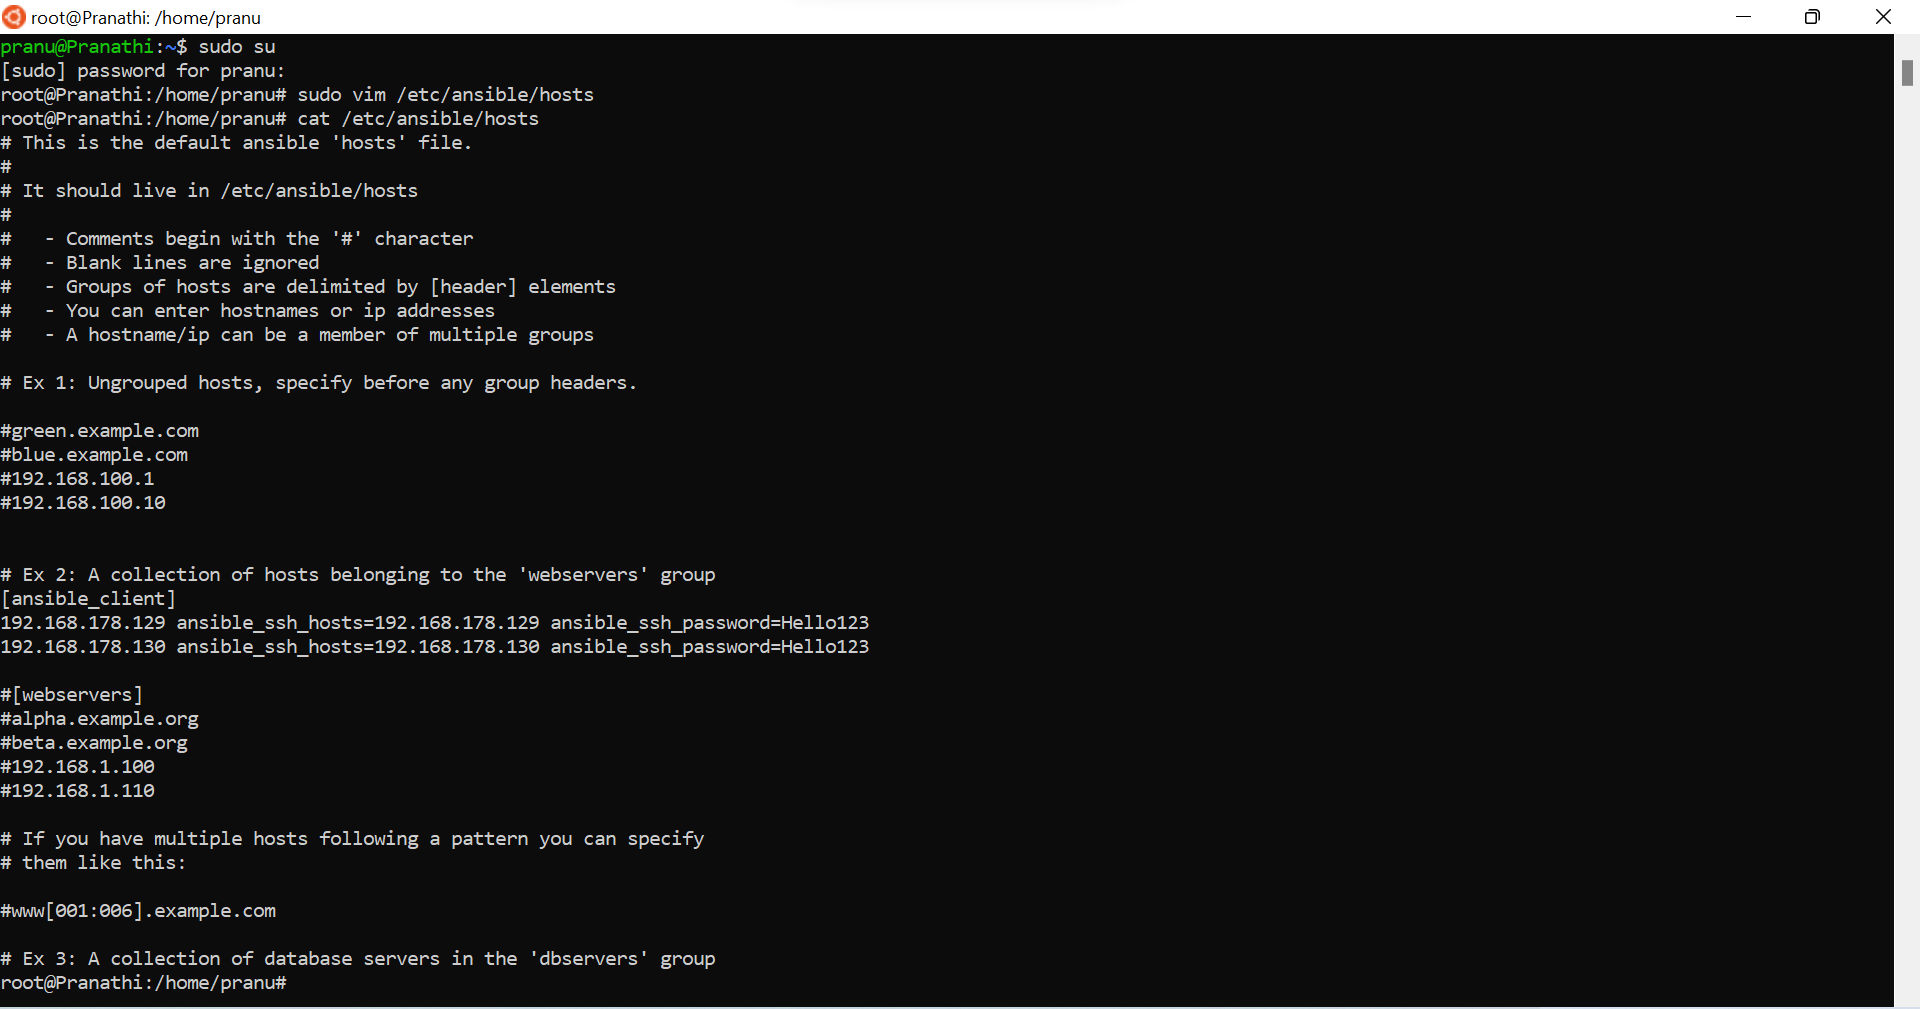 root@Pranathi: /home/pranu
pranu@Pranathi:~$ sudo su
[sudo] password for pranu:
root@Pranathi:/home/pranu# sudo vim /etc/ansible/hosts
root@Pranathi:/home/pranu# cat /etc/ansible/hosts
# This is the default ansible 'hosts' file.
#
# It should live in /etc/ansible/hosts
#
#   - Comments begin with the '#' character
#   - Blank lines are ignored
#   - Groups of hosts are delimited by [header] elements
#   - You can enter hostnames or ip addresses
#   - A hostname/ip can be a member of multiple groups
# Ex 1: Ungrouped hosts, specify before any group headers.
#green.example.com
#blue.example.com
#192.168.100.1
#192.168.100.10
# Ex 2: A collection of hosts belonging to the 'webservers' group
[ansible_client]
192.168.178.129 ansible_ssh_hosts=192.168.178.129 ansible_ssh_password=Hello123
192.168.178.130 ansible_ssh_hosts=192.168.178.130 ansible_ssh_password=Hello123
#[webservers]
#alpha.example.org
#beta.example.org
#192.168.1.100
#192.168.1.110
# If you have multiple hosts following a pattern you can specify
# them like this:
#www[001:006].example.com
# Ex 3: A collection of database servers in the 'dbservers' group
root@Pranathi:/home/pranu#